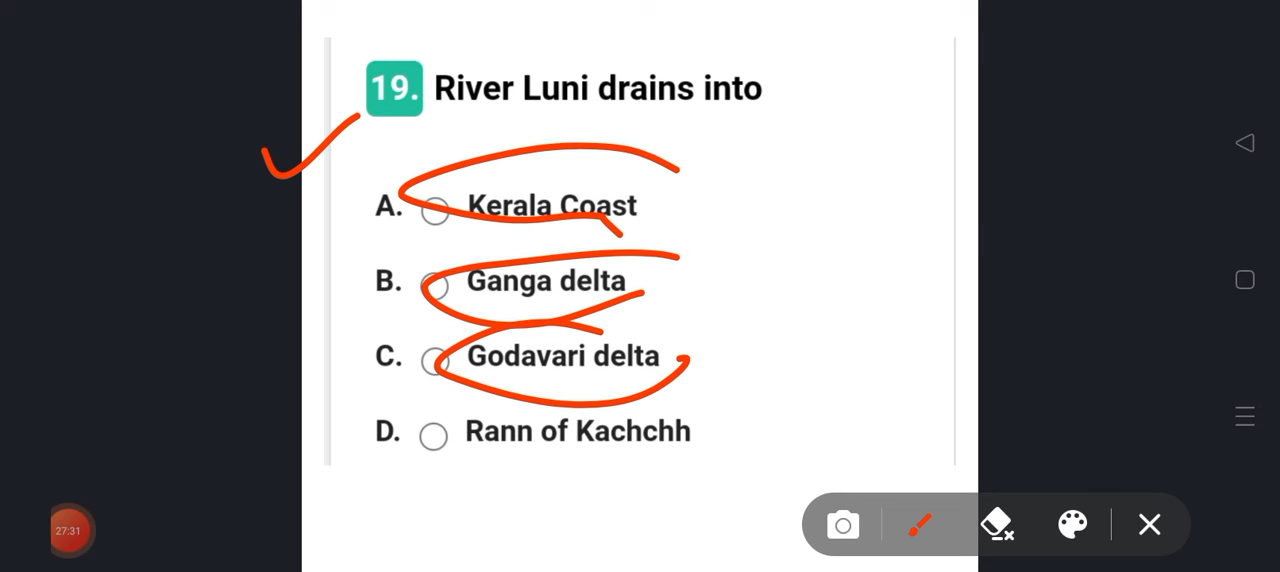 19. River Luni drains into
A. Kerala Coast
B. Ganga delta
C. Godavari delta
D. Rann of Kachchh
27:31